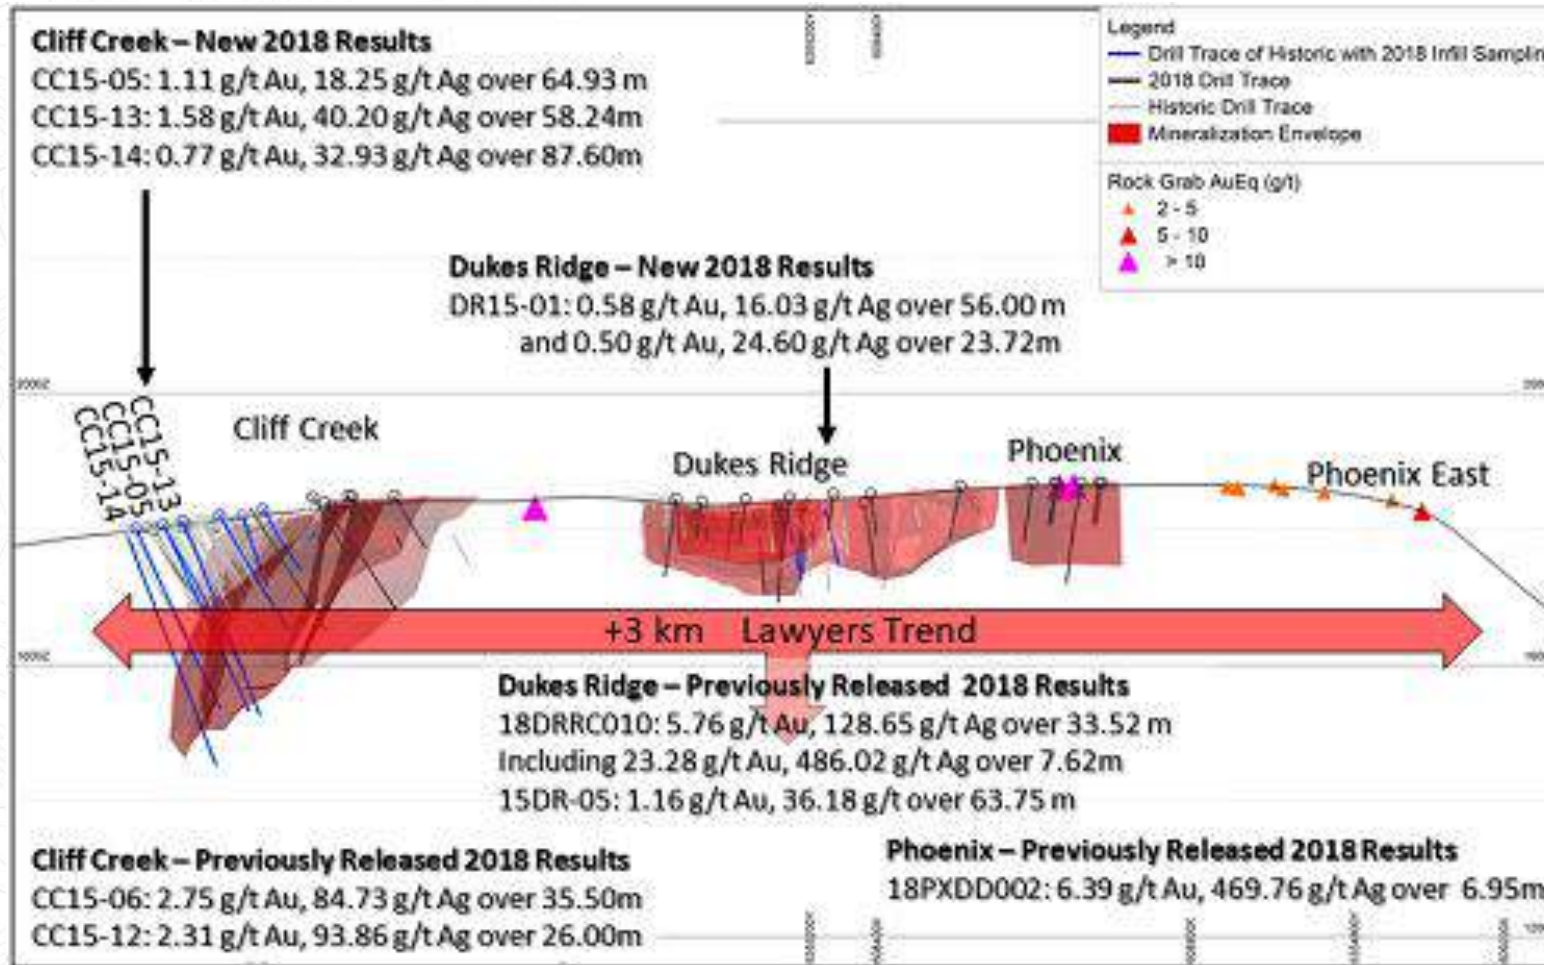 Cliff Creek – New 2018 Results
CC15-05: 1.11 g/t Au, 18.25 g/t Ag over 64.93 m
CC15-13: 1.58 g/t Au, 40.20 g/t Ag over 58.24m
CC15-14: 0.77 g/t Au, 32.93 g/t Ag over 87.60m
Legend
Drill Trace of Historic with 2018 Infill Samplin
2018 Drill Trace
Historic Drill Trace
Mineralization Envelope
Rock Grab AuEq (g/t)
2 - 5
5 - 10
> 10
Dukes Ridge – New 2018 Results
DR15-01: 0.58 g/t Au, 16.03 g/t Ag over 56.00 m
and 0.50 g/t Au, 24.60 g/t Ag over 23.72m
CC15-13
CC15-05
CC15-14
Cliff Creek
Dukes Ridge
Phoenix
Phoenix East
+3 km Lawyers Trend
Dukes Ridge – Previously Released 2018 Results
18DRRC010: 5.76 g/t Au, 128.65 g/t Ag over 33.52 m
Including 23.28 g/t Au, 486.02 g/t Ag over 7.62m
15DR-05: 1.16 g/t Au, 36.18 g/t over 63.75 m
Cliff Creek – Previously Released 2018 Results
CC15-06: 2.75 g/t Au, 84.73 g/t Ag over 35.50m
CC15-12: 2.31 g/t Au, 93.86 g/t Ag over 26.00m
Phoenix – Previously Released 2018 Results
18PXDD002: 6.39 g/t Au, 469.76 g/t Ag over 6.95m